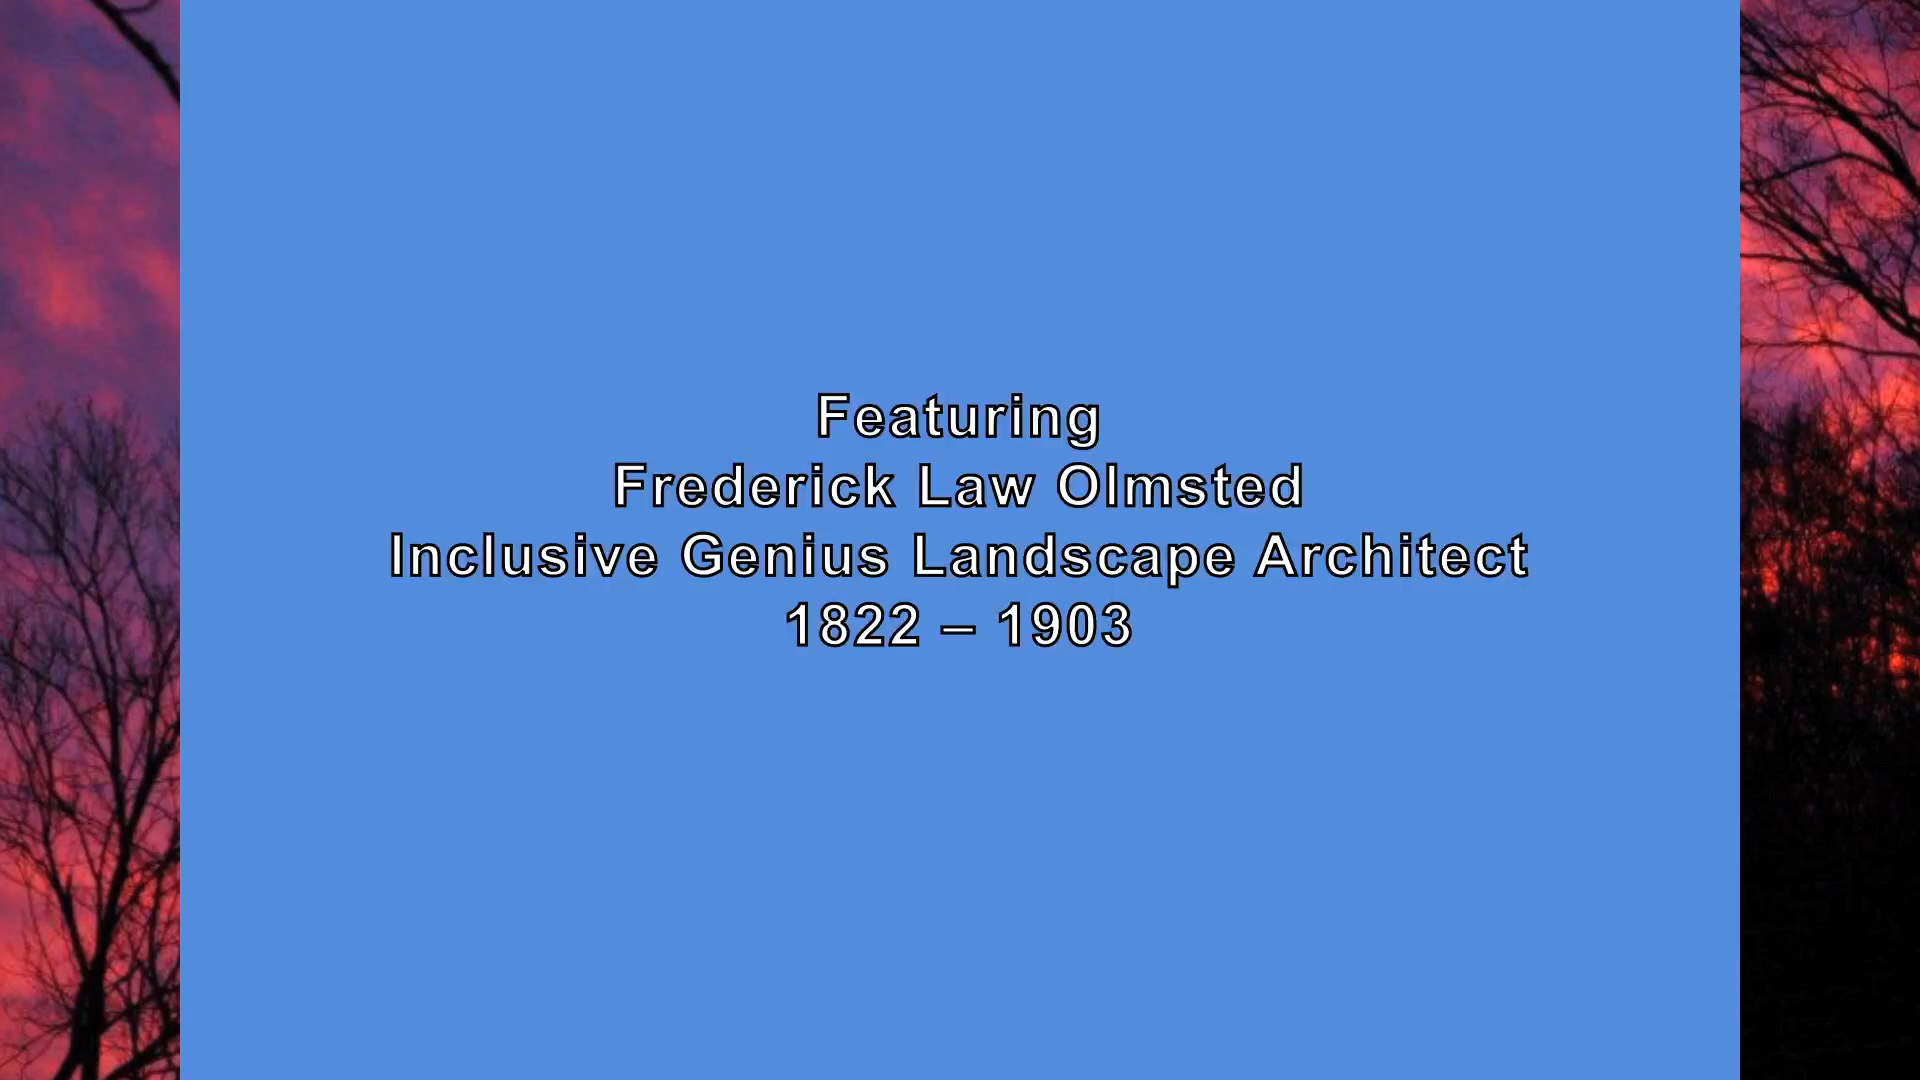 Featuring
Frederick Law Olmsted
Inclusive Genius Landscape Architect
1822 – 1903